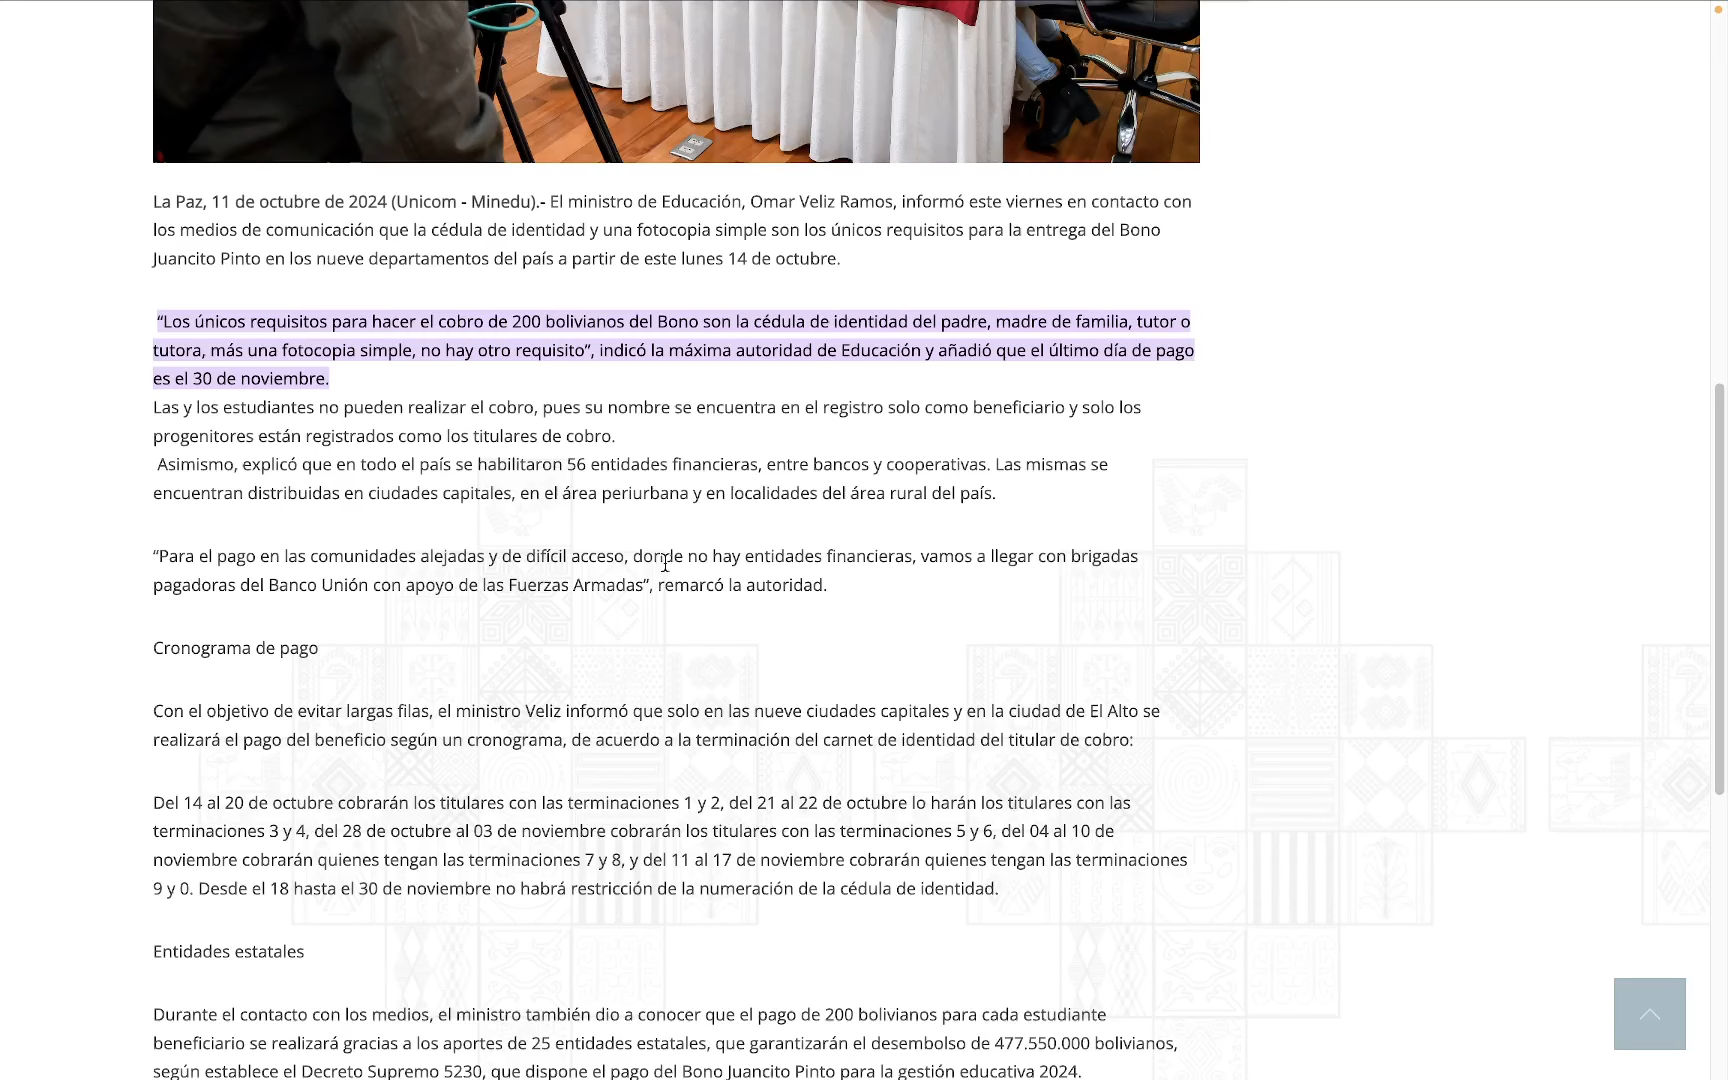 La Paz, 11 de octubre de 2024 (Unicom - Minedu).- El ministro de Educación, Omar Veliz Ramos, informó este viernes en contacto con
los medios de comunicación que la cédula de identidad y una fotocopia simple son los únicos requisitos para la entrega del Bono
Juancito Pinto en los nueve departamentos del país a partir de este lunes 14 de octubre.
“Los únicos requisitos para hacer el cobro de 200 bolivianos del Bono son la cédula de identidad del padre, madre de familia, tutor o
tutora, más una fotocopia simple, no hay otro requisito”, indicó la máxima autoridad de Educación y añadió que el último día de pago
es el 30 de noviembre.
Las y los estudiantes no pueden realizar el cobro, pues su nombre se encuentra en el registro solo como beneficiario y solo los
progenitores están registrados como los titulares de cobro.
Asimismo, explicó que en todo el país se habilitaron 56 entidades financieras, entre bancos y cooperativas. Las mismas se
encuentran distribuidas en ciudades capitales, en el área periurbana y en localidades del área rural del país.
“Para el pago en las comunidades alejadas y de difícil acceso, donde no hay entidades financieras, vamos a llegar con brigadas
pagadoras del Banco Unión con apoyo de las Fuerzas Armadas”, remarcó la autoridad.
Cronograma de pago
Con el objetivo de evitar largas filas, el ministro Veliz informó que solo en las nueve ciudades capitales y en la ciudad de El Alto se
realizará el pago del beneficio según un cronograma, de acuerdo a la terminación del carnet de identidad del titular de cobro:
Del 14 al 20 de octubre cobrarán los titulares con las terminaciones 1 y 2, del 21 al 22 de octubre lo harán los titulares con las
terminaciones 3 y 4, del 28 de octubre al 03 de noviembre cobrarán los titulares con las terminaciones 5 y 6, del 04 al 10 de
noviembre cobrarán quienes tengan las terminaciones 7 y 8, y del 11 al 17 de noviembre cobrarán quienes tengan las terminaciones
9 y 0. Desde el 18 hasta el 30 de noviembre no habrá restricción de la numeración de la cédula de identidad.
Entidades estatales
Durante el contacto con los medios, el ministro también dio a conocer que el pago de 200 bolivianos para cada estudiante
beneficiario se realizará gracias a los aportes de 25 entidades estatales, que garantizarán el desembolso de 477.550.000 bolivianos,
según establece el Decreto Supremo 5230, que dispone el pago del Bono Juancito Pinto para la gestión educativa 2024.